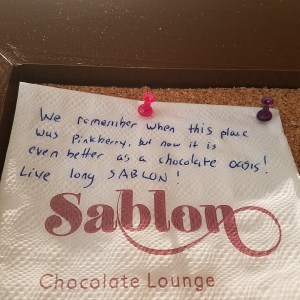 We remember when this place
was Pinkberry, but now it is
even better as a chocolate oasis!
Live long SABLON!
Sablon
Chocolate Lounge